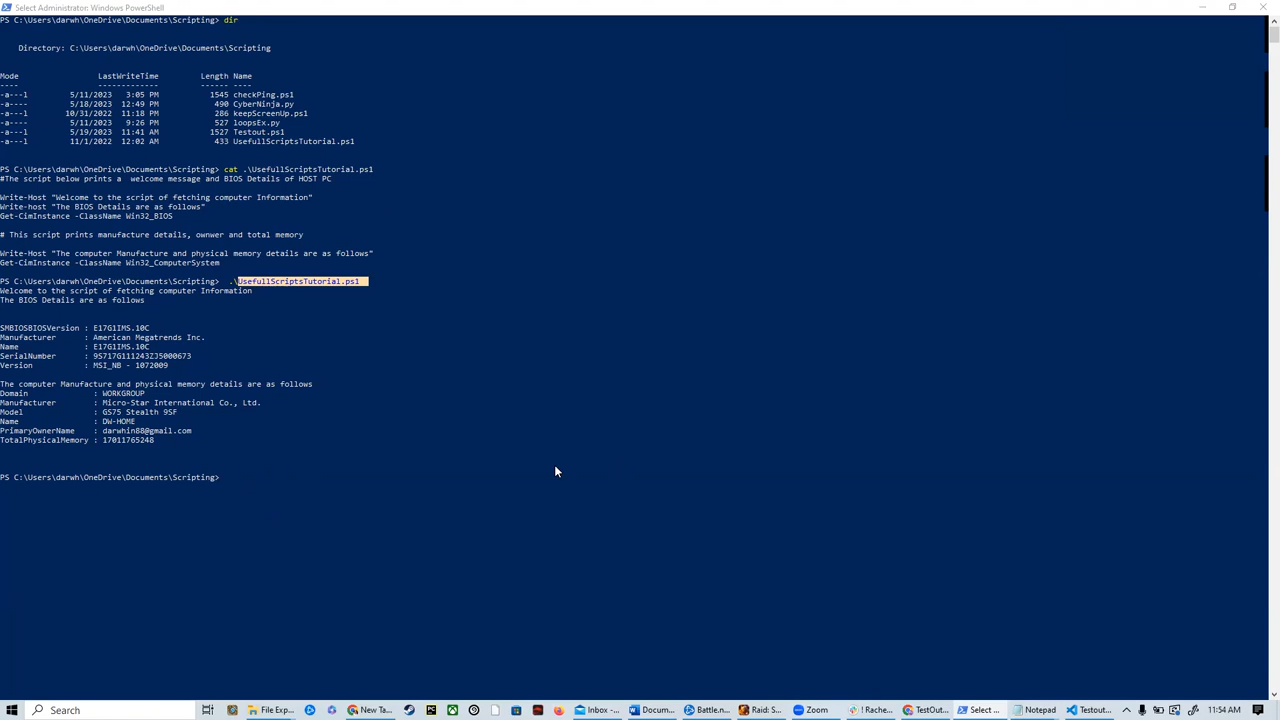 Select Administrator: Windows PowerShell
PS C:\Users\darwh\OneDrive\Documents\Scripting> dir
Directory: C:\Users\darwh\OneDrive\Documents\Scripting
Mode LastWriteTime Length Name
---- ------------- ------ ----
-a---l 5/11/2023 3:05 PM 1545 checkPing.ps1
-a---l 5/18/2023 12:49 PM 490 CyberNinja.py
-a---l 10/31/2022 11:18 PM 286 keepScreenUp.ps1
-a---l 5/11/2023 9:26 PM 527 loopsEx.py
-a---l 5/19/2023 11:41 AM 1527 Testout.ps1
-a---l 11/1/2022 12:02 AM 433 UsefullScriptsTutorial.ps1
PS C:\Users\darwh\OneDrive\Documents\Scripting> cat .\UsefullScriptsTutorial.ps1
#The script below prints a welcome message and BIOS Details of HOST PC
Write-Host "Welcome to the script of fetching computer Information"
Write-host "The BIOS Details are as follows"
Get-CimInstance -ClassName Win32_BIOS
# This script prints manufacture details, ownwer and total memory
Write-Host "The computer Manufacture and physical memory details are as follows"
Get-CimInstance -ClassName Win32_ComputerSystem
PS C:\Users\darwh\OneDrive\Documents\Scripting> .\UsefullScriptsTutorial.ps1
Welcome to the script of fetching computer Information
The BIOS Details are as follows
SMBIOSBIOSVersion : E17G1IMS.10C
Manufacturer : American Megatrends Inc.
Name : E17G1IMS.10C
SerialNumber : 9S717G111243ZJ5000673
Version : MSI_NB - 1072009
The computer Manufacture and physical memory details are as follows
Domain : WORKGROUP
Manufacturer : Micro-Star International Co., Ltd.
Model : GS75 Stealth 9SF
Name : DW-HOME
PrimaryOwnerName : darwhin88@gmail.com
TotalPhysicalMemory : 17011765248
PS C:\Users\darwh\OneDrive\Documents\Scripting>
Search File Exp... New Ta... Inbox -... Docum... Battle.n... Raid: S... Zoom ! Rache... TestOut... Select ... Notepad Testout... 11:54 AM